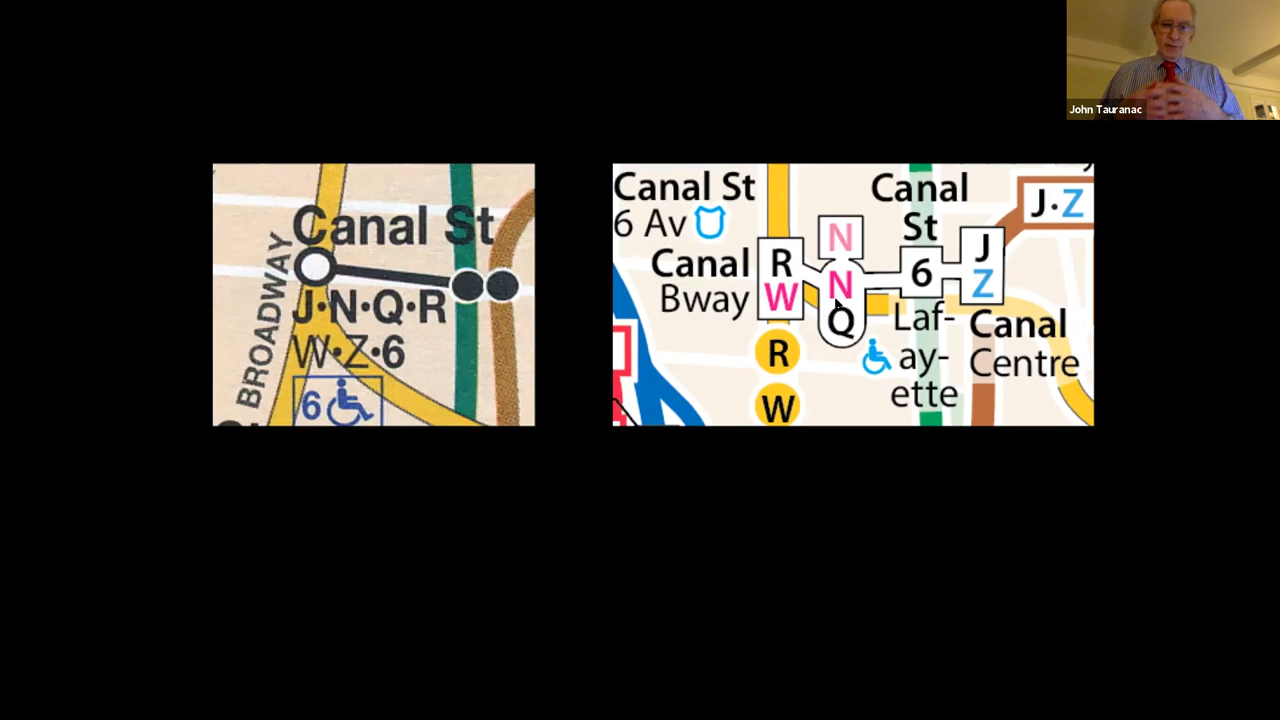 John Tauranac
BROADWAY
Canal St
J•N•Q•R
W•Z•6
6
Canal St
6 Av
Canal
Bway
R
W
N
N
Q
R
W
Canal
St
6
Laf-
ay-
ette
J
Z
J•Z
Canal
Centre